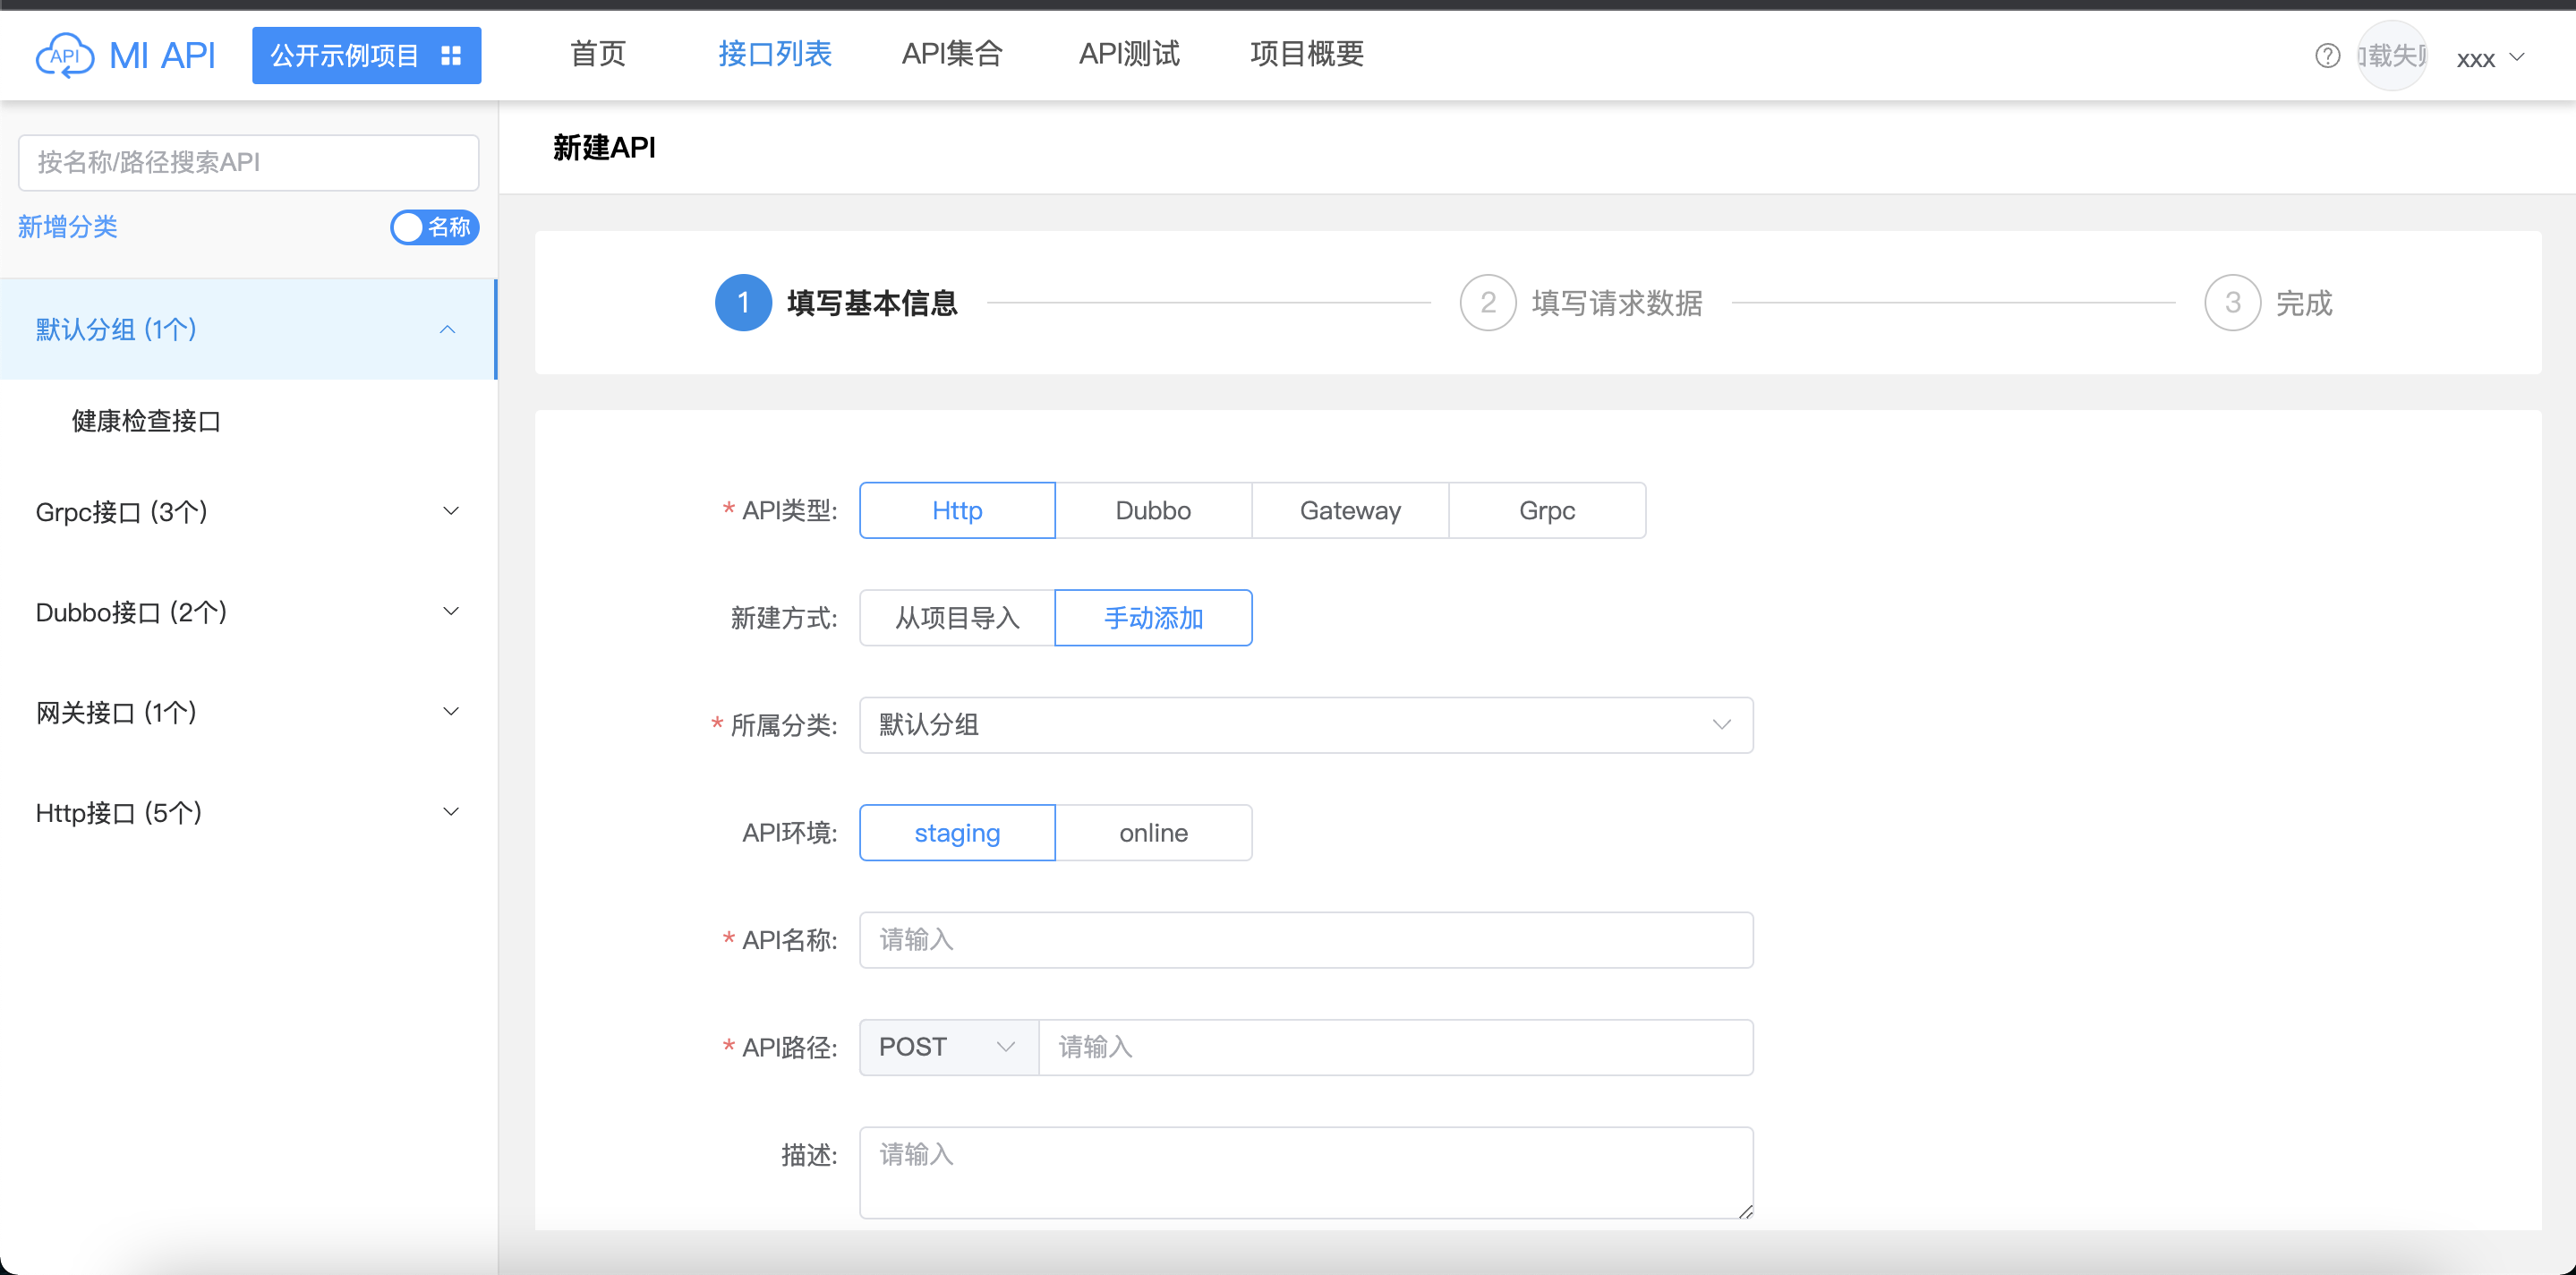 API MI API 公开示例项目 首页 接口列表 API集合 API测试 项目概要 xxx
按名称/路径搜索API
新增分类 名称
默认分组 (1个)
健康检查接口
Grpc接口 (3个)
Dubbo接口 (2个)
网关接口 (1个)
Http接口 (5个)
新建API
1 填写基本信息 2 填写请求数据 3 完成
* API类型: Http Dubbo Gateway Grpc
新建方式: 从项目导入 手动添加
* 所属分类: 默认分组
API环境: staging online
* API名称: 请输入
* API路径: POST 请输入
描述: 请输入